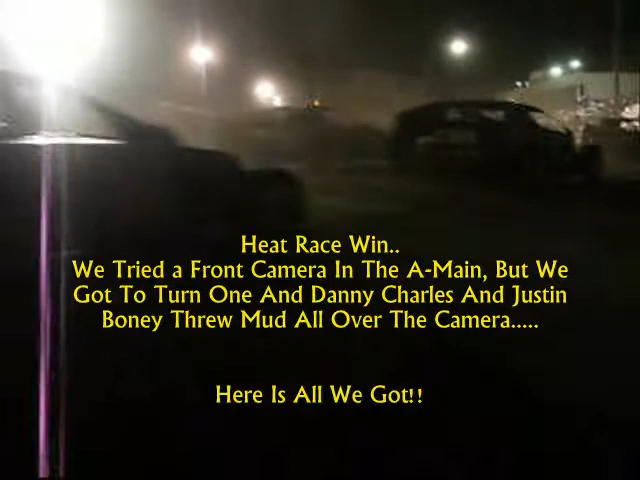 Heat Race Win..
We Tried a Front Camera In The A-Main, But We
Got To Turn One And Danny Charles And Justin
Boney Threw Mud All Over The Camera.....
Here Is All We Got!!